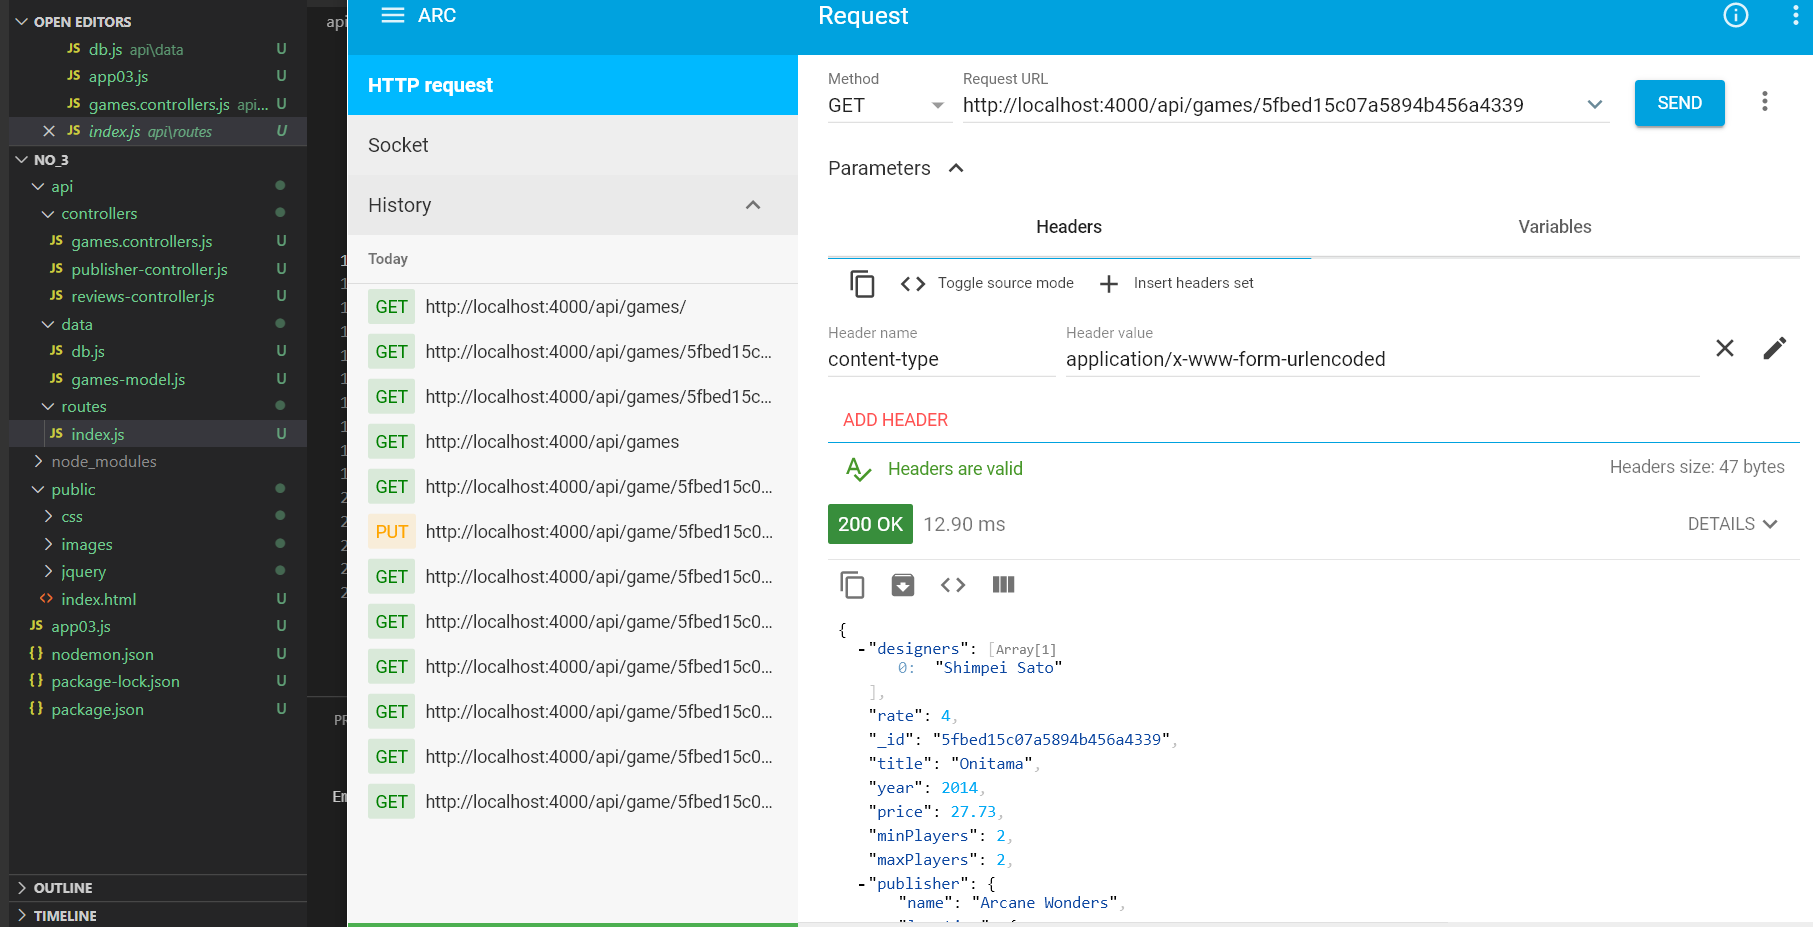 OPEN EDITORS
JS db.js api\data U
JS app03.js U
JS games.controllers.js api... U
JS index.js api\routes U
NO_3
api
controllers
JS games.controllers.js U
JS publisher-controller.js U
JS reviews-controller.js U
data
JS db.js U
JS games-model.js U
routes
JS index.js U
node_modules
public
css
images
jquery
<> index.html U
JS app03.js U
{} nodemon.json U
{} package-lock.json U
{} package.json U
OUTLINE
TIMELINE
api
ARC
HTTP request
Socket
History
Today
GET http://localhost:4000/api/games/
GET http://localhost:4000/api/games/5fbed15c...
GET http://localhost:4000/api/games/5fbed15c...
GET http://localhost:4000/api/games
GET http://localhost:4000/api/game/5fbed15c0...
PUT http://localhost:4000/api/game/5fbed15c0...
GET http://localhost:4000/api/game/5fbed15c0...
GET http://localhost:4000/api/game/5fbed15c0...
GET http://localhost:4000/api/game/5fbed15c0...
GET http://localhost:4000/api/game/5fbed15c0...
GET http://localhost:4000/api/game/5fbed15c0...
GET http://localhost:4000/api/game/5fbed15c0...
Request
Method
GET
Request URL
http://localhost:4000/api/games/5fbed15c07a5894b456a4339
SEND
Parameters
Headers
Variables
Toggle source mode
Insert headers set
Header name
content-type
Header value
application/x-www-form-urlencoded
ADD HEADER
Headers are valid
Headers size: 47 bytes
200 OK 12.90 ms
DETAILS
{
-"designers": [Array[1]
0: "Shimpei Sato"
],
"rate": 4,
"_id": "5fbed15c07a5894b456a4339",
"title": "Onitama",
"year": 2014,
"price": 27.73,
"minPlayers": 2,
"maxPlayers": 2,
-"publisher": {
"name": "Arcane Wonders",